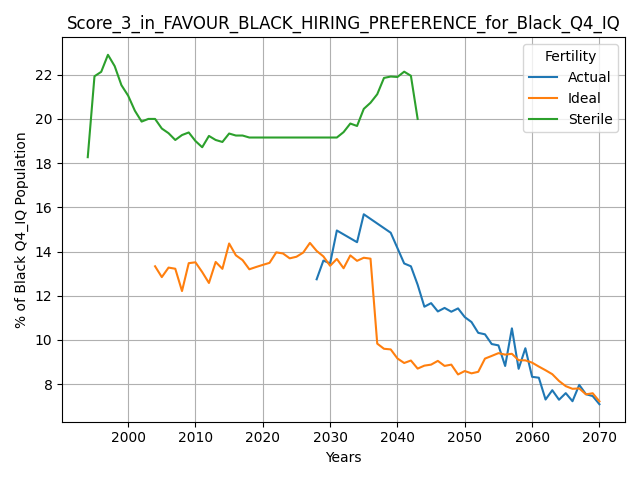 Score_3_in_FAVOUR_BLACK_HIRING_PREFERENCE_for_Black_Q4_IQ
% of Black Q4_IQ Population
22
20
18
16
14
12
10
8
Fertility
Actual
Ideal
Sterile
2000 2010 2020 2030 2040 2050 2060 2070
Years